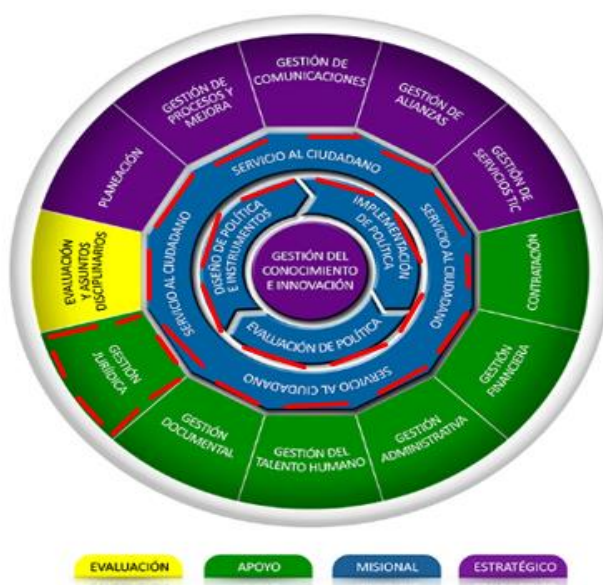 GESTIÓN DE
COMUNICACIONES
GESTIÓN DE
ALIANZAS
GESTIÓN DE
SERVICIOS TIC
CONTRATACIÓN
GESTIÓN
FINANCIERA
GESTIÓN
ADMINISTRATIVA
GESTIÓN DEL
TALENTO HUMANO
GESTIÓN
DOCUMENTAL
GESTIÓN
JURÍDICA
EVALUACIÓN
Y ASUNTOS
DISCIPLINARIOS
PLANEACIÓN
GESTIÓN DE
PROCESOS Y
MEJORA
SERVICIO AL CIUDADANO
SERVICIO AL CIUDADANO
SERVICIO AL CIUDADANO
SERVICIO AL CIUDADANO
DISEÑO DE POLÍTICA
E INSTRUMENTOS
IMPLEMENTACIÓN
DE POLÍTICA
EVALUACIÓN DE POLÍTICA
GESTIÓN DEL
CONOCIMIENTO
E INNOVACIÓN
EVALUACIÓN
APOYO
MISIONAL
ESTRATÉGICO